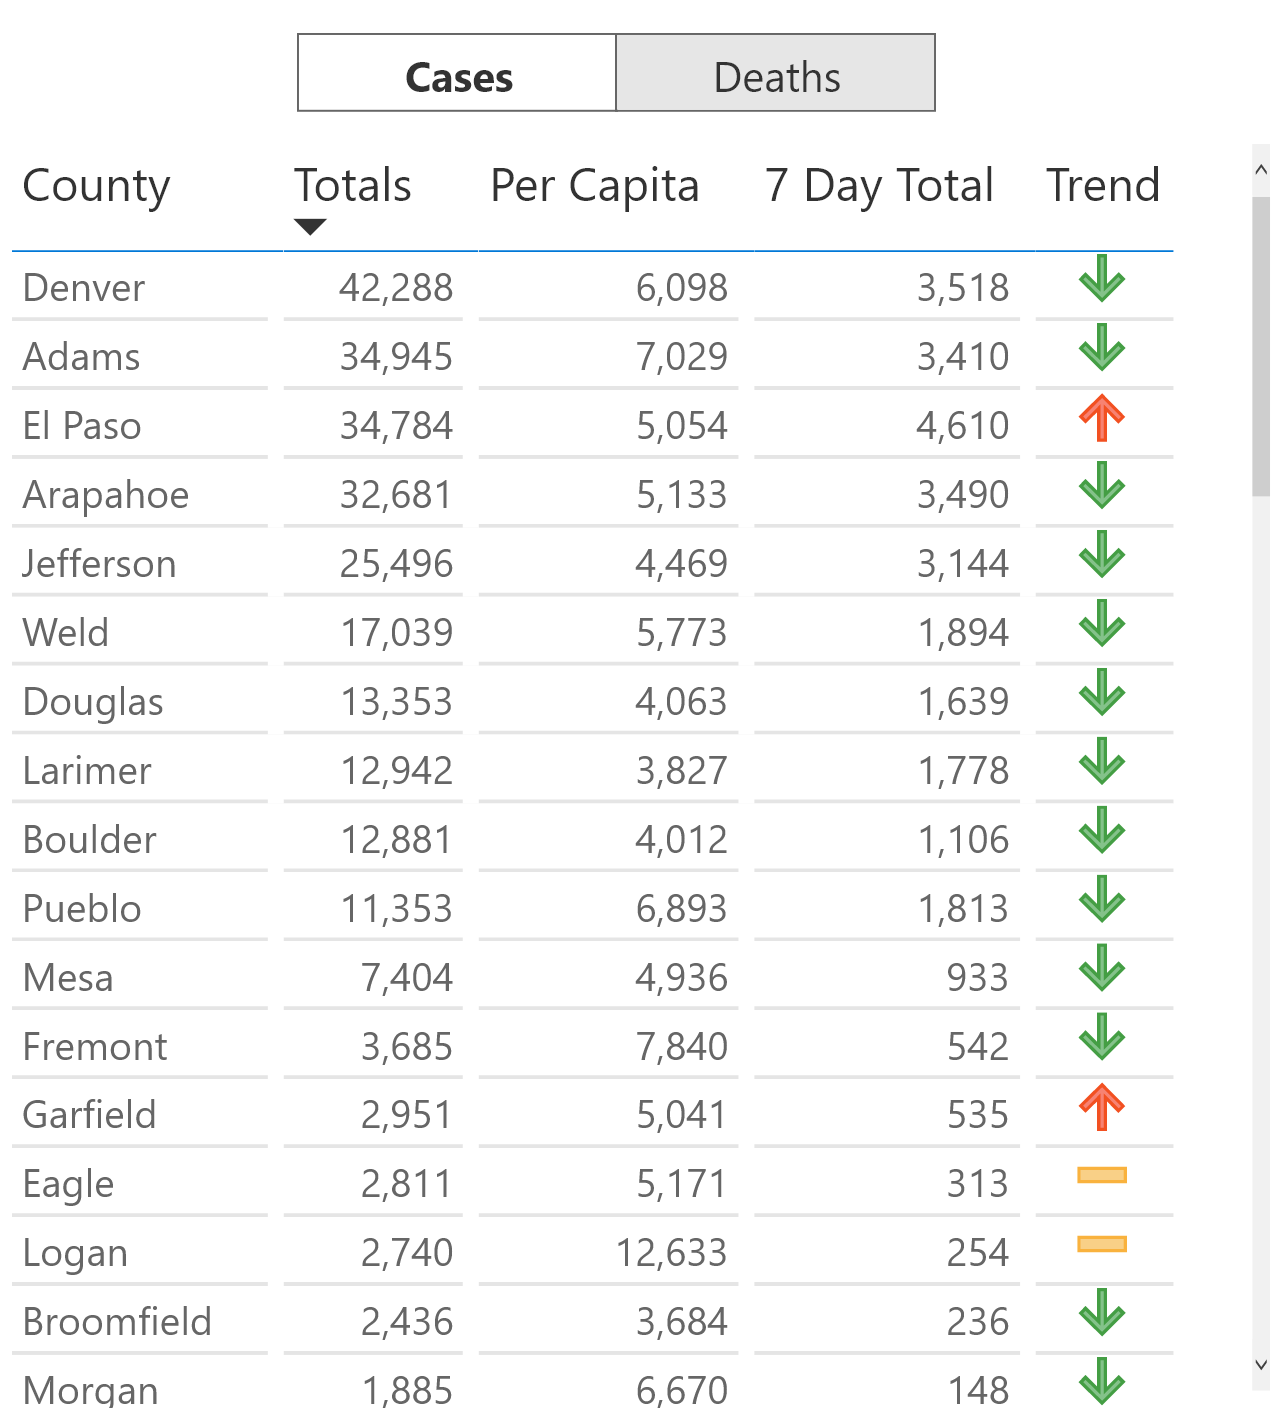 Cases Deaths
County Totals Per Capita 7 Day Total Trend
Denver 42,288 6,098 3,518
Adams 34,945 7,029 3,410
El Paso 34,784 5,054 4,610
Arapahoe 32,681 5,133 3,490
Jefferson 25,496 4,469 3,144
Weld 17,039 5,773 1,894
Douglas 13,353 4,063 1,639
Larimer 12,942 3,827 1,778
Boulder 12,881 4,012 1,106
Pueblo 11,353 6,893 1,813
Mesa 7,404 4,936 933
Fremont 3,685 7,840 542
Garfield 2,951 5,041 535
Eagle 2,811 5,171 313
Logan 2,740 12,633 254
Broomfield 2,436 3,684 236
Morgan 1,885 6,670 148